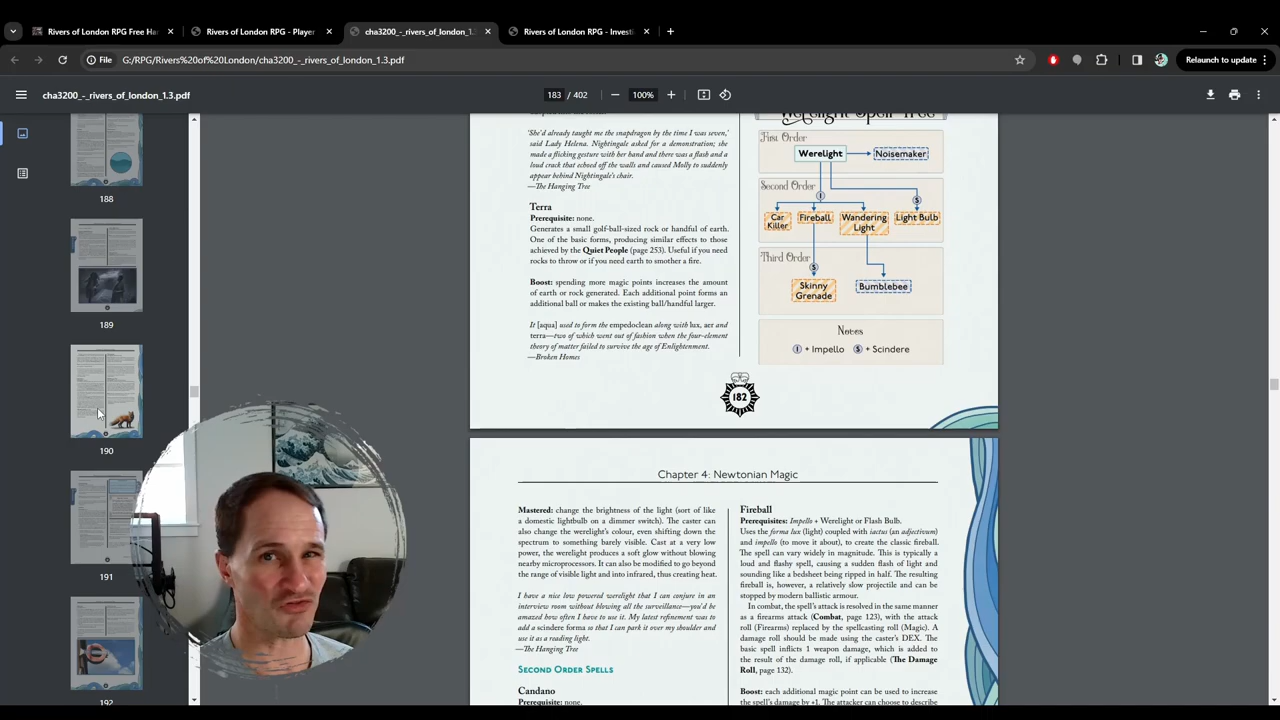 Rivers of London RPG Free Ha
Rivers of London RPG - Player
cha3200_-_rivers_of_london_1.
Rivers of London RPG - Investi
File
G:/RPG/Rivers%20of%20London/cha3200_-_rivers_of_london_1.3.pdf
Relaunch to update
cha3200_-_rivers_of_london_1.3.pdf
183 / 402
100%
188
189
190
191
192
'She'd already taught me the snapdragon by the time I was seven,'
said Lady Helena. Nightingale asked for a demonstration; she
made a flicking gesture with her hand and there was a flash and a
loud crack that echoed off the walls and caused Molly to suddenly
appear behind Nightingale's chair.
—The Hanging Tree
Terra
Prerequisite: none.
Generates a small golf-ball-sized rock or handful of earth.
One of the basic forms, producing similar effects to those
achieved by the Quiet People (page 253). Useful if you need
rocks to throw or if you need earth to smother a fire.
Boost: spending more magic points increases the amount
of earth or rock generated. Each additional point forms an
additional ball or makes the existing ball/handful larger.
It [aqua] used to form the empedoclean along with lux, aer and
terra—two of which went out of fashion when the four-element
theory of matter failed to survive the age of Enlightenment.
—Broken Homes
Werelight Spell Tree
First Order
Werelight
Noisemaker
Second Order
I
S
Car
Killer
Fireball
Wandering
Light
Light Bulb
Third Order
S
Skinny
Grenade
Bumblebee
Notes
I + Impello
S + Scindere
182
Chapter 4: Newtonian Magic
Mastered: change the brightness of the light (sort of like
a domestic lightbulb on a dimmer switch). The caster can
also change the werelight's colour, even shifting down the
spectrum to something barely visible. Cast at a very low
power, the werelight produces a soft glow without blowing
nearby microprocessors. It can also be modified to go beyond
the range of visible light and into infrared, thus creating heat.
I have a nice low powered werelight that I can conjure in an
interview room without blowing all the surveillance—you'd be
amazed how often I have to use it. My latest refinement was to
add a scindere forma so that I can park it over my shoulder and
use it as a reading light.
—The Hanging Tree
Second Order Spells
Candano
Prerequisite: none.
Fireball
Prerequisites: Impello + Werelight or Flash Bulb.
Uses the forma lux (light) coupled with iactus (an adjectivum)
and impello (to move it about), to create the classic fireball.
The spell can vary widely in magnitude. This is typically a
loud and flashy spell, causing a sudden flash of light and
sounding like a bedsheet being ripped in half. The resulting
fireball is, however, a relatively slow projectile and can be
stopped by modern ballistic armour.
In combat, the spell's attack is resolved in the same manner
as a firearms attack (Combat, page 123), with the attack
roll (Firearms) replaced by the spellcasting roll (Magic). A
damage roll should be made using the caster's DEX. The
basic spell inflicts 1 weapon damage, which is added to
the result of the damage roll, if applicable (The Damage
Roll, page 132).
Boost: each additional magic point can be used to increase
the spell's damage by +1. The attacker can choose to describe